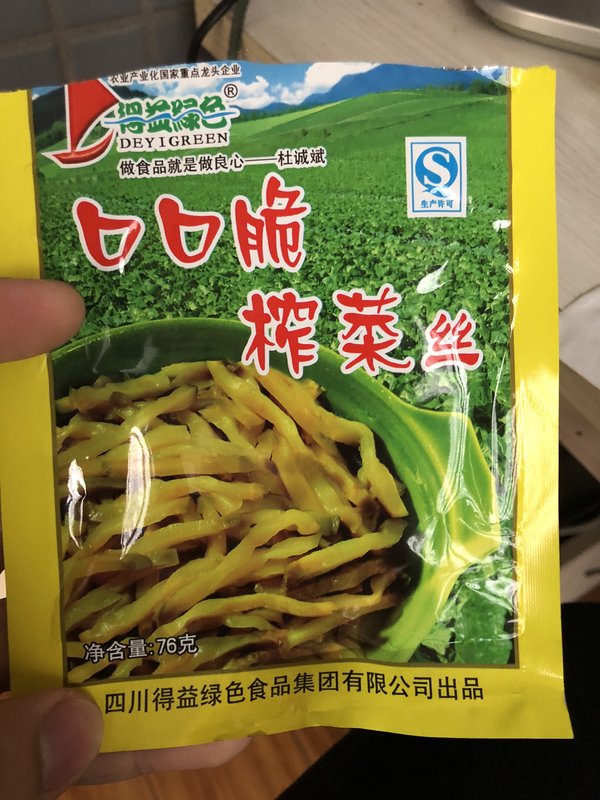 农业产业化国家重点龙头企业
得益绿色®
DEYIGREEN
做食品就是做良心——杜诚斌
S
生产许可
口口脆
榨菜丝
净含量:76克
四川得益绿色食品集团有限公司出品